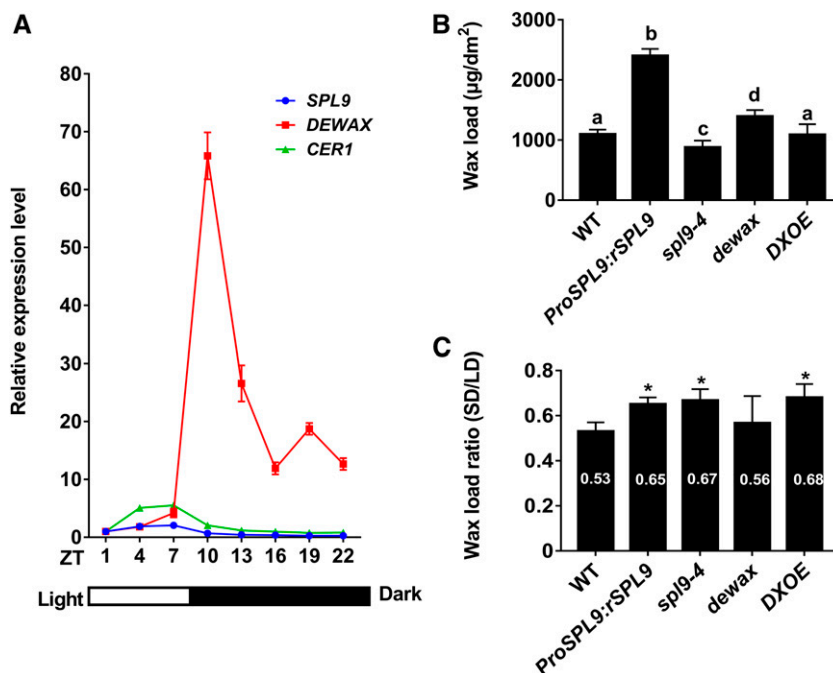 A
Relative expression level
80
70
60
50
40
30
20
10
0
SPL9
DEWAX
CER1
ZT 1 4 7 10 13 16 19 22
Light Dark
B
Wax load (µg/dm²)
3000
2000
1000
0
a b c d a
WT ProSPL9:rSPL9 spl9-4 dewax DXOE
C
Wax load ratio (SD/LD)
0.8
0.6
0.4
0.2
0
* * *
0.53 0.65 0.67 0.56 0.68
WT ProSPL9:rSPL9 spl9-4 dewax DXOE